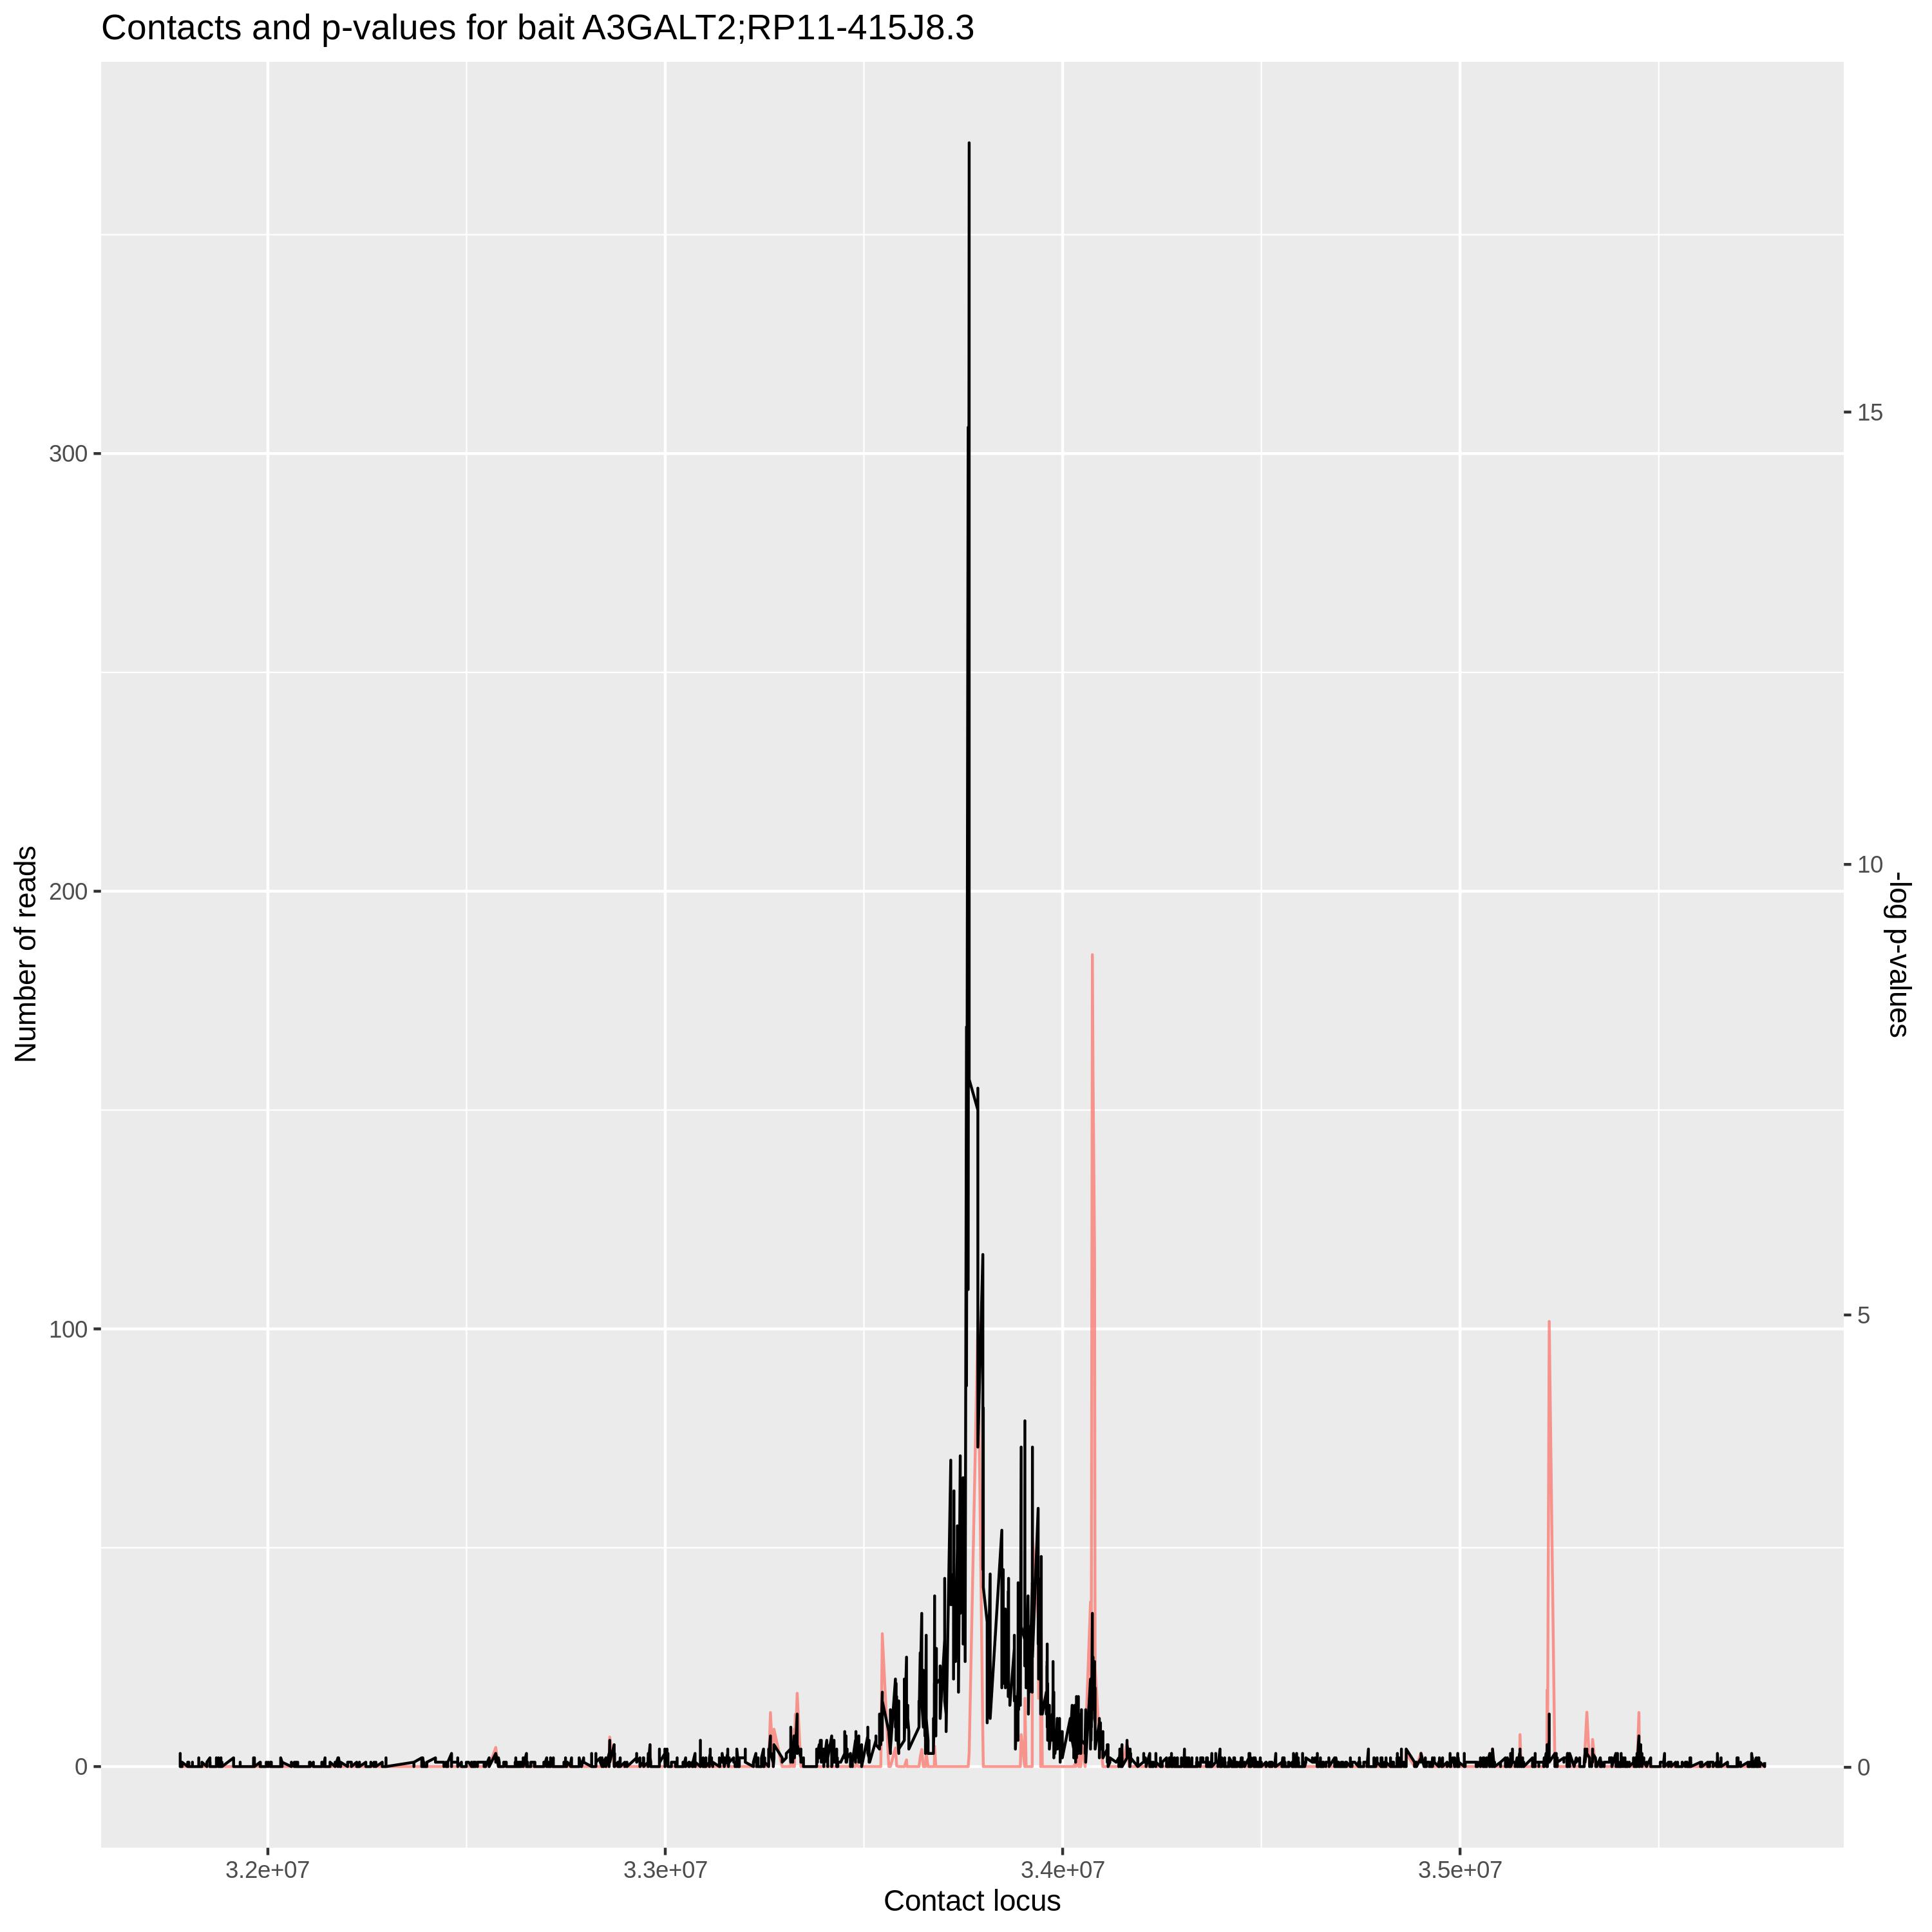 Contacts and p-values for bait A3GALT2;RP11-415J8.3
Number of reads
300
200
100
0
15
10
5
0
-log p-values
3.2e+07
3.3e+07
3.4e+07
3.5e+07
Contact locus